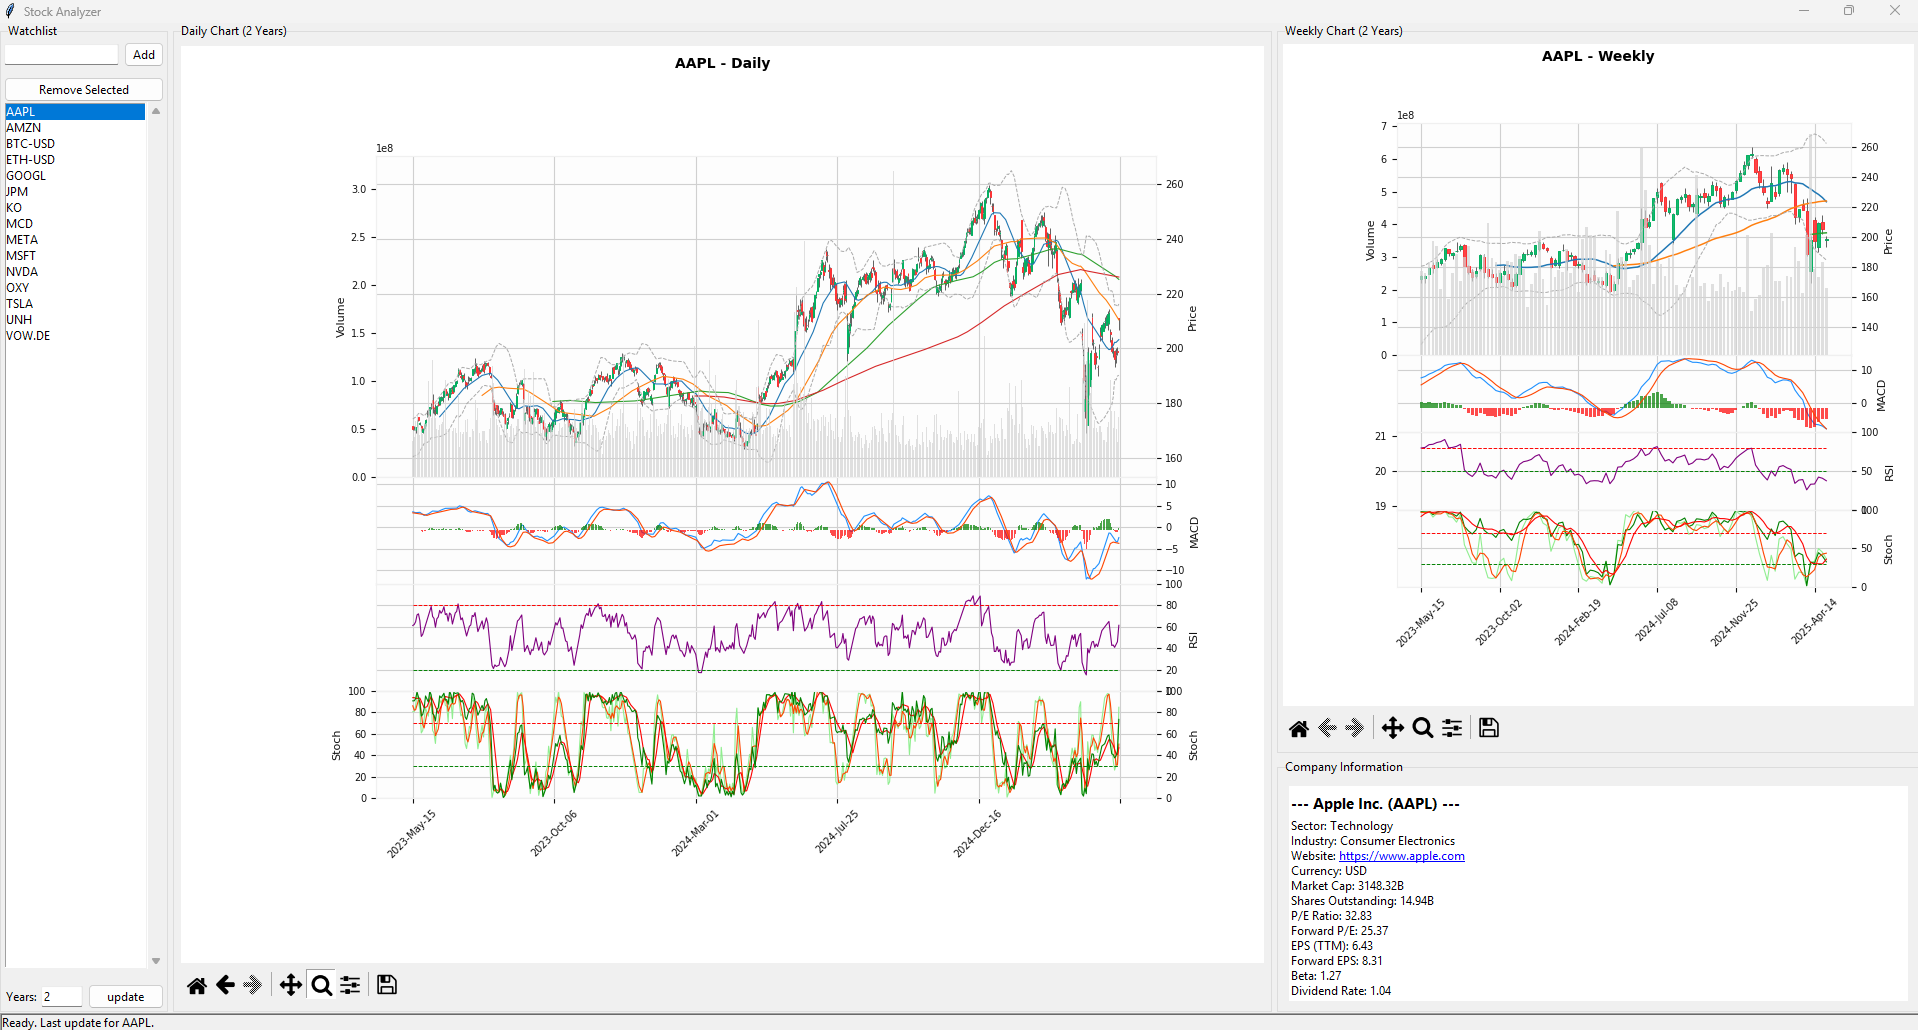 Stock Analyzer
Watchlist
Add
Remove Selected
AAPL
AMZN
BTC-USD
ETH-USD
GOOGL
JPM
KO
MCD
META
MSFT
NVDA
OXY
TSLA
UNH
VOW.DE
Years: 2
update
Daily Chart (2 Years)
AAPL - Daily
1e8
3.0
2.5
2.0
1.5
1.0
0.5
0.0
Volume
260
240
220
200
180
160
Price
10
5
0
−5
−10
MACD
100
80
60
40
20
RSI
100
80
60
40
20
0
Stoch
100
80
60
40
20
0
Stoch
2023-May-15
2023-Oct-06
2024-Mar-01
2024-Jul-25
2024-Dec-16
Weekly Chart (2 Years)
AAPL - Weekly
1e8
7
6
5
4
3
2
1
0
Volume
260
240
220
200
180
160
140
Price
10
0
MACD
21
20
19
100
50
RSI
100
50
0
Stoch
2023-May-15
2023-Oct-02
2024-Feb-19
2024-Jul-08
2024-Nov-25
2025-Apr-14
Company Information
--- Apple Inc. (AAPL) ---
Sector: Technology
Industry: Consumer Electronics
Website: https://www.apple.com
Currency: USD
Market Cap: 3148.32B
Shares Outstanding: 14.94B
P/E Ratio: 32.83
Forward P/E: 25.37
EPS (TTM): 6.43
Forward EPS: 8.31
Beta: 1.27
Dividend Rate: 1.04
Ready. Last update for AAPL.